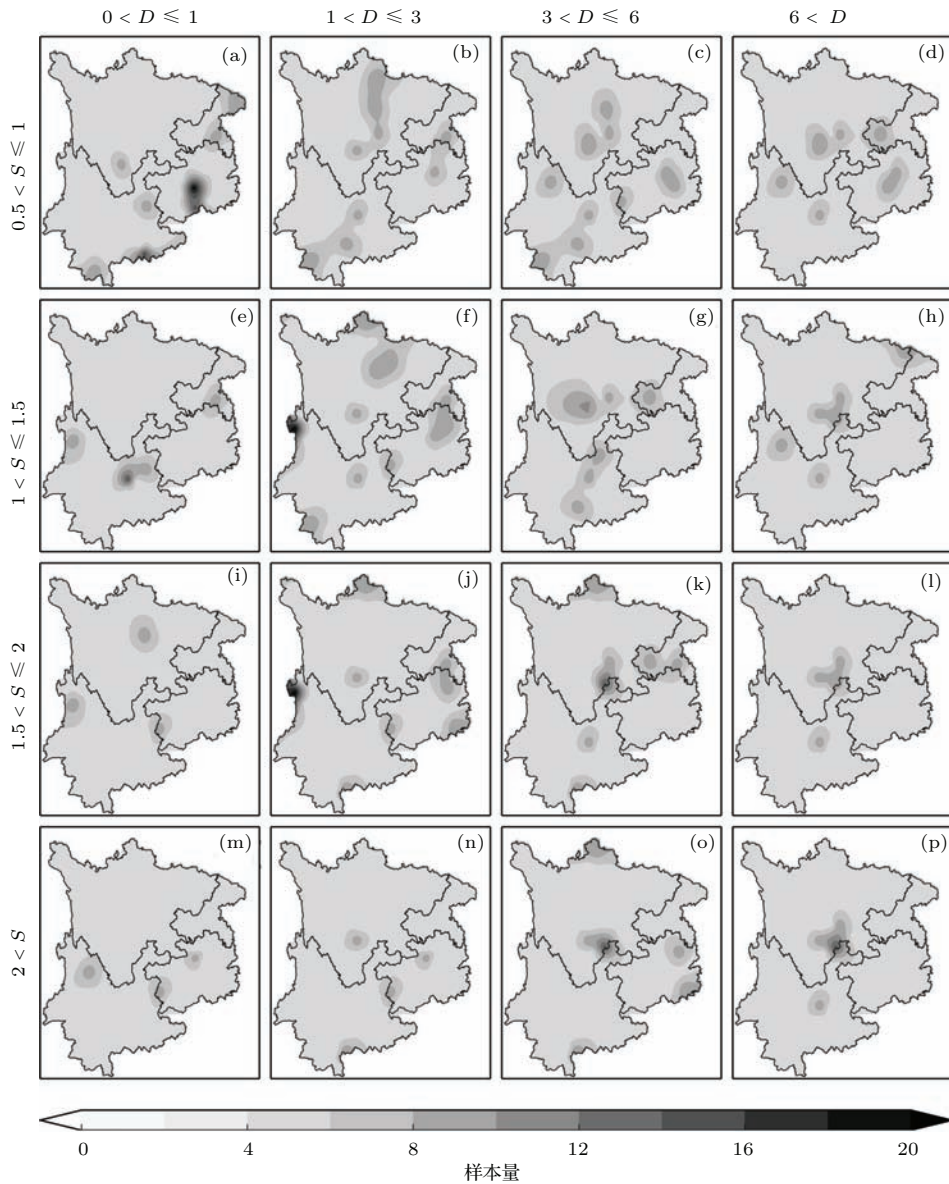 0 < D ⩽ 1
1 < D ⩽ 3
3 < D ⩽ 6
6 < D
0.5 < S ⩽ 1
(a)
(b)
(c)
(d)
1 < S ⩽ 1.5
(e)
(f)
(g)
(h)
1.5 < S ⩽ 2
(i)
(j)
(k)
(l)
2 < S
(m)
(n)
(o)
(p)
0
4
8
12
16
20
样本量